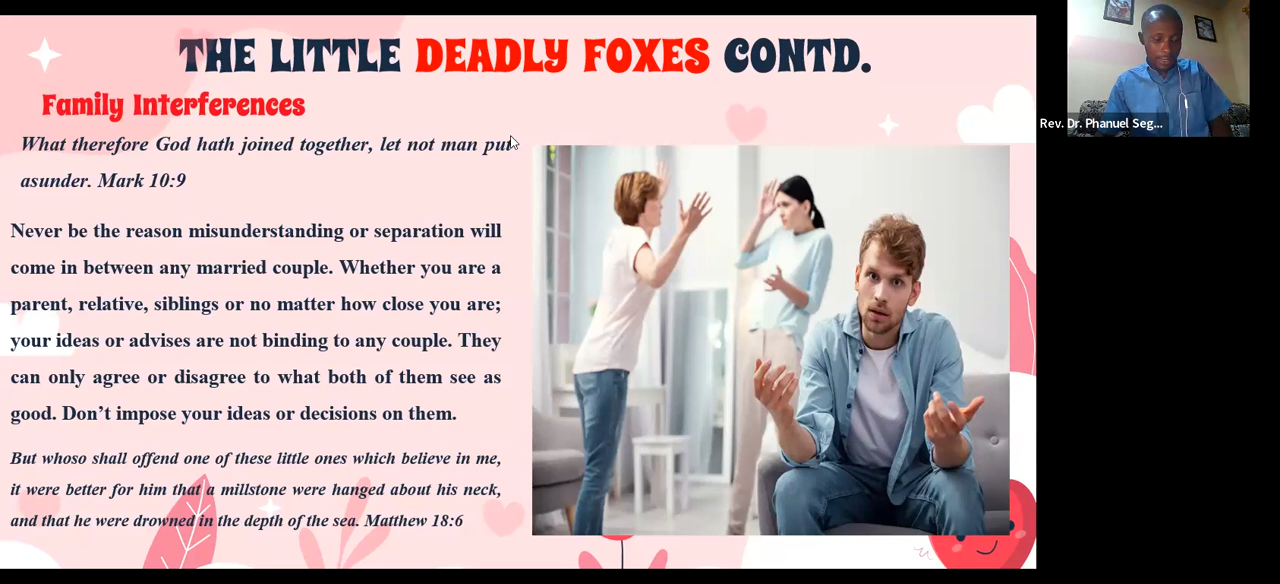 THE LITTLE DEADLY FOXES CONTD.
Family Interferences
What therefore God hath joined together, let not man put
asunder. Mark 10:9
Never be the reason misunderstanding or separation will
come in between any married couple. Whether you are a
parent, relative, siblings or no matter how close you are;
your ideas or advises are not binding to any couple. They
can only agree or disagree to what both of them see as
good. Don’t impose your ideas or decisions on them.
But whoso shall offend one of these little ones which believe in me,
it were better for him that a millstone were hanged about his neck,
and that he were drowned in the depth of the sea. Matthew 18:6
Rev. Dr. Phanuel Seg...